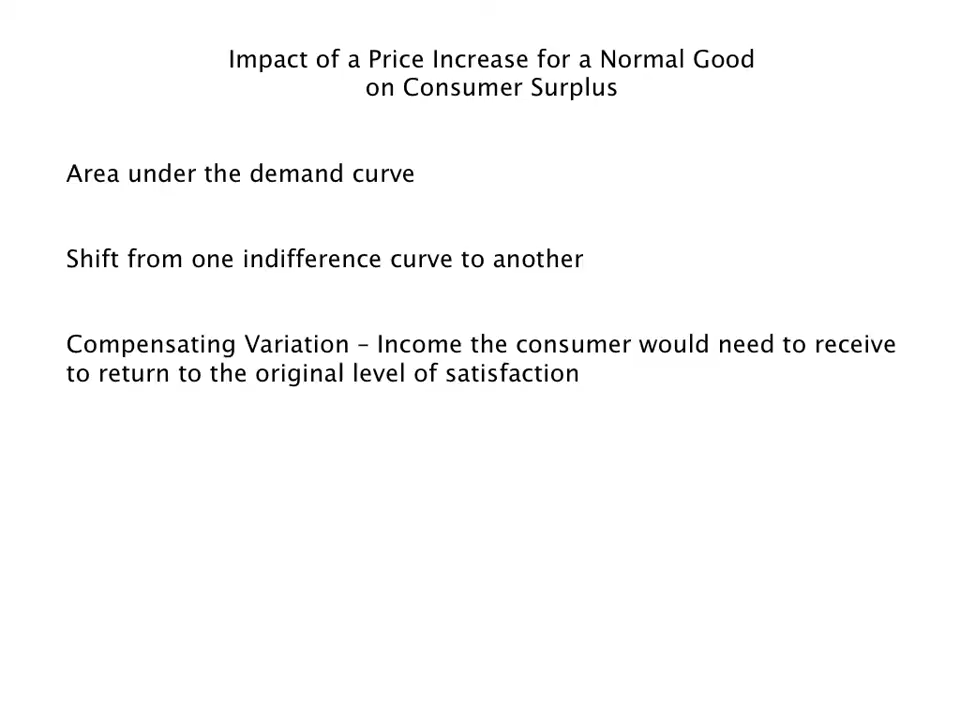 Impact of a Price Increase for a Normal Good
on Consumer Surplus
Area under the demand curve
Shift from one indifference curve to another
Compensating Variation – Income the consumer would need to receive
to return to the original level of satisfaction